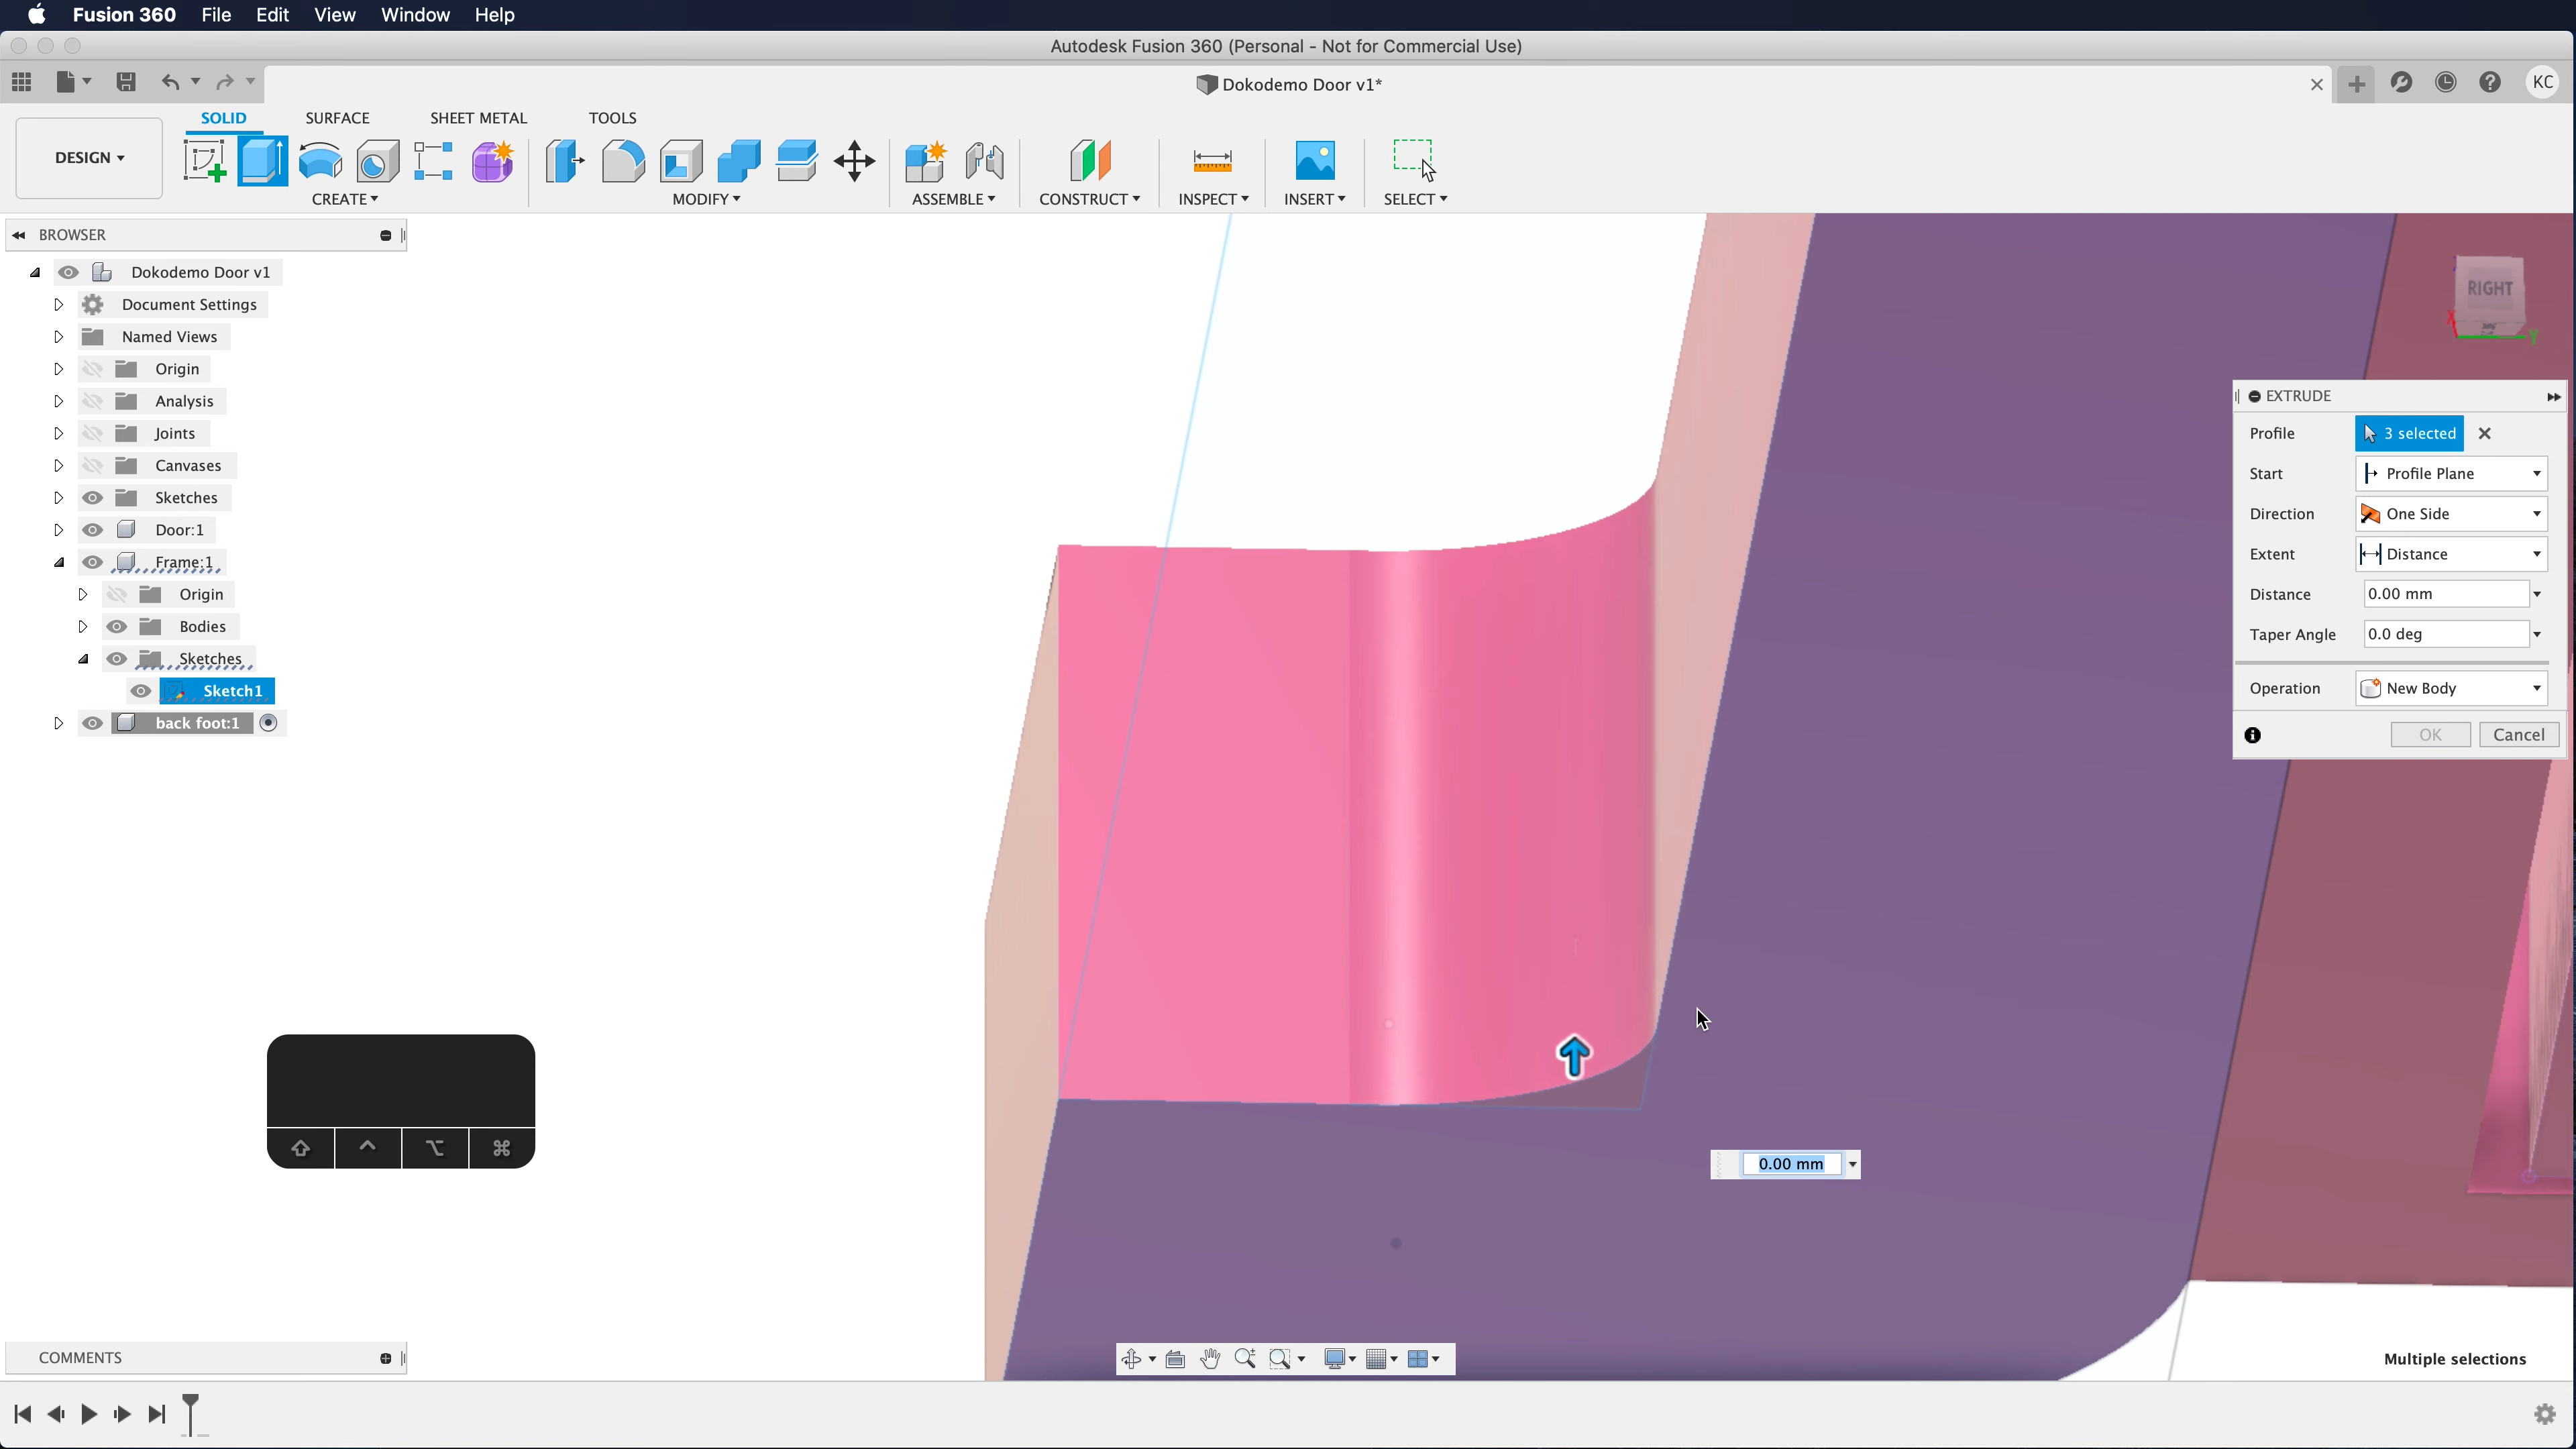 Fusion 360 File Edit View Window Help
Autodesk Fusion 360 (Personal - Not for Commercial Use)
Dokodemo Door v1*
KC
SOLID SURFACE SHEET METAL TOOLS
DESIGN
CREATE MODIFY ASSEMBLE CONSTRUCT INSPECT INSERT SELECT
BROWSER
Dokodemo Door v1
Document Settings
Named Views
Origin
Analysis
Joints
Canvases
Sketches
Door:1
Frame:1
Origin
Bodies
Sketches
Sketch1
back foot:1
RIGHT
X
Y
EXTRUDE
Profile 3 selected
Start Profile Plane
Direction One Side
Extent Distance
Distance 0.00 mm
Taper Angle 0.0 deg
Operation New Body
OK Cancel
0.00 mm
COMMENTS
Multiple selections